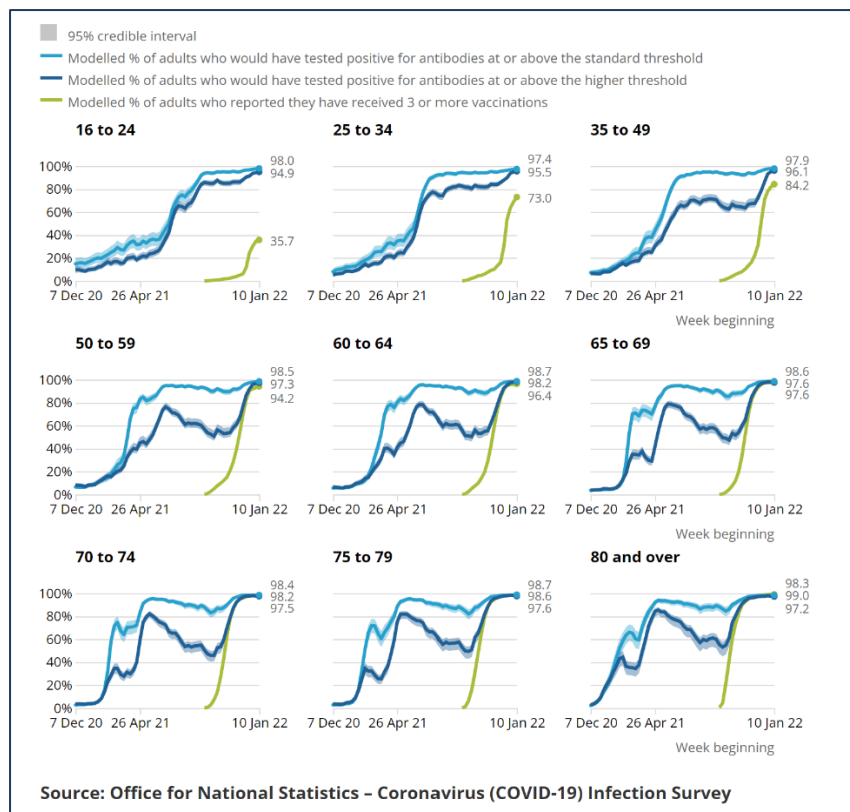 95% credible interval
Modelled % of adults who would have tested positive for antibodies at or above the standard threshold
Modelled % of adults who would have tested positive for antibodies at or above the higher threshold
Modelled % of adults who reported they have received 3 or more vaccinations
16 to 24
25 to 34
35 to 49
100%
80%
60%
40%
20%
0%
98.0
94.9
35.7
97.4
95.5
73.0
97.9
96.1
84.2
7 Dec 20 26 Apr 21 10 Jan 22
7 Dec 20 26 Apr 21 10 Jan 22
7 Dec 20 26 Apr 21 10 Jan 22
Week beginning
50 to 59
60 to 64
65 to 69
100%
80%
60%
40%
20%
0%
98.5
97.3
94.2
98.7
98.2
96.4
98.6
97.6
97.6
7 Dec 20 26 Apr 21 10 Jan 22
7 Dec 20 26 Apr 21 10 Jan 22
7 Dec 20 26 Apr 21 10 Jan 22
Week beginning
70 to 74
75 to 79
80 and over
100%
80%
60%
40%
20%
0%
98.4
98.2
97.5
98.7
98.6
97.6
98.3
99.0
97.2
7 Dec 20 26 Apr 21 10 Jan 22
7 Dec 20 26 Apr 21 10 Jan 22
7 Dec 20 26 Apr 21 10 Jan 22
Week beginning
Source: Office for National Statistics – Coronavirus (COVID-19) Infection Survey